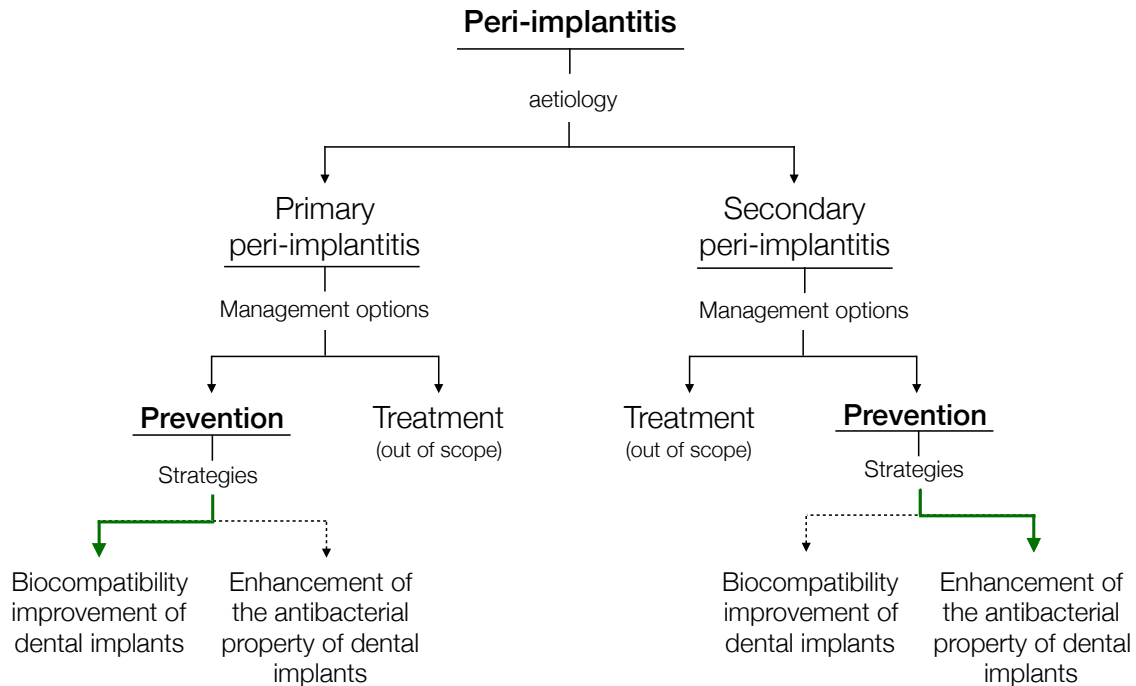 Peri-implantitis
aetiology
Primary
peri-implantitis
Secondary
peri-implantitis
Management options
Management options
Prevention
Treatment
(out of scope)
Treatment
(out of scope)
Prevention
Strategies
Strategies
Biocompatibility
improvement of
dental implants
Enhancement of
the antibacterial
property of dental
implants
Biocompatibility
improvement of
dental implants
Enhancement of
the antibacterial
property of dental
implants